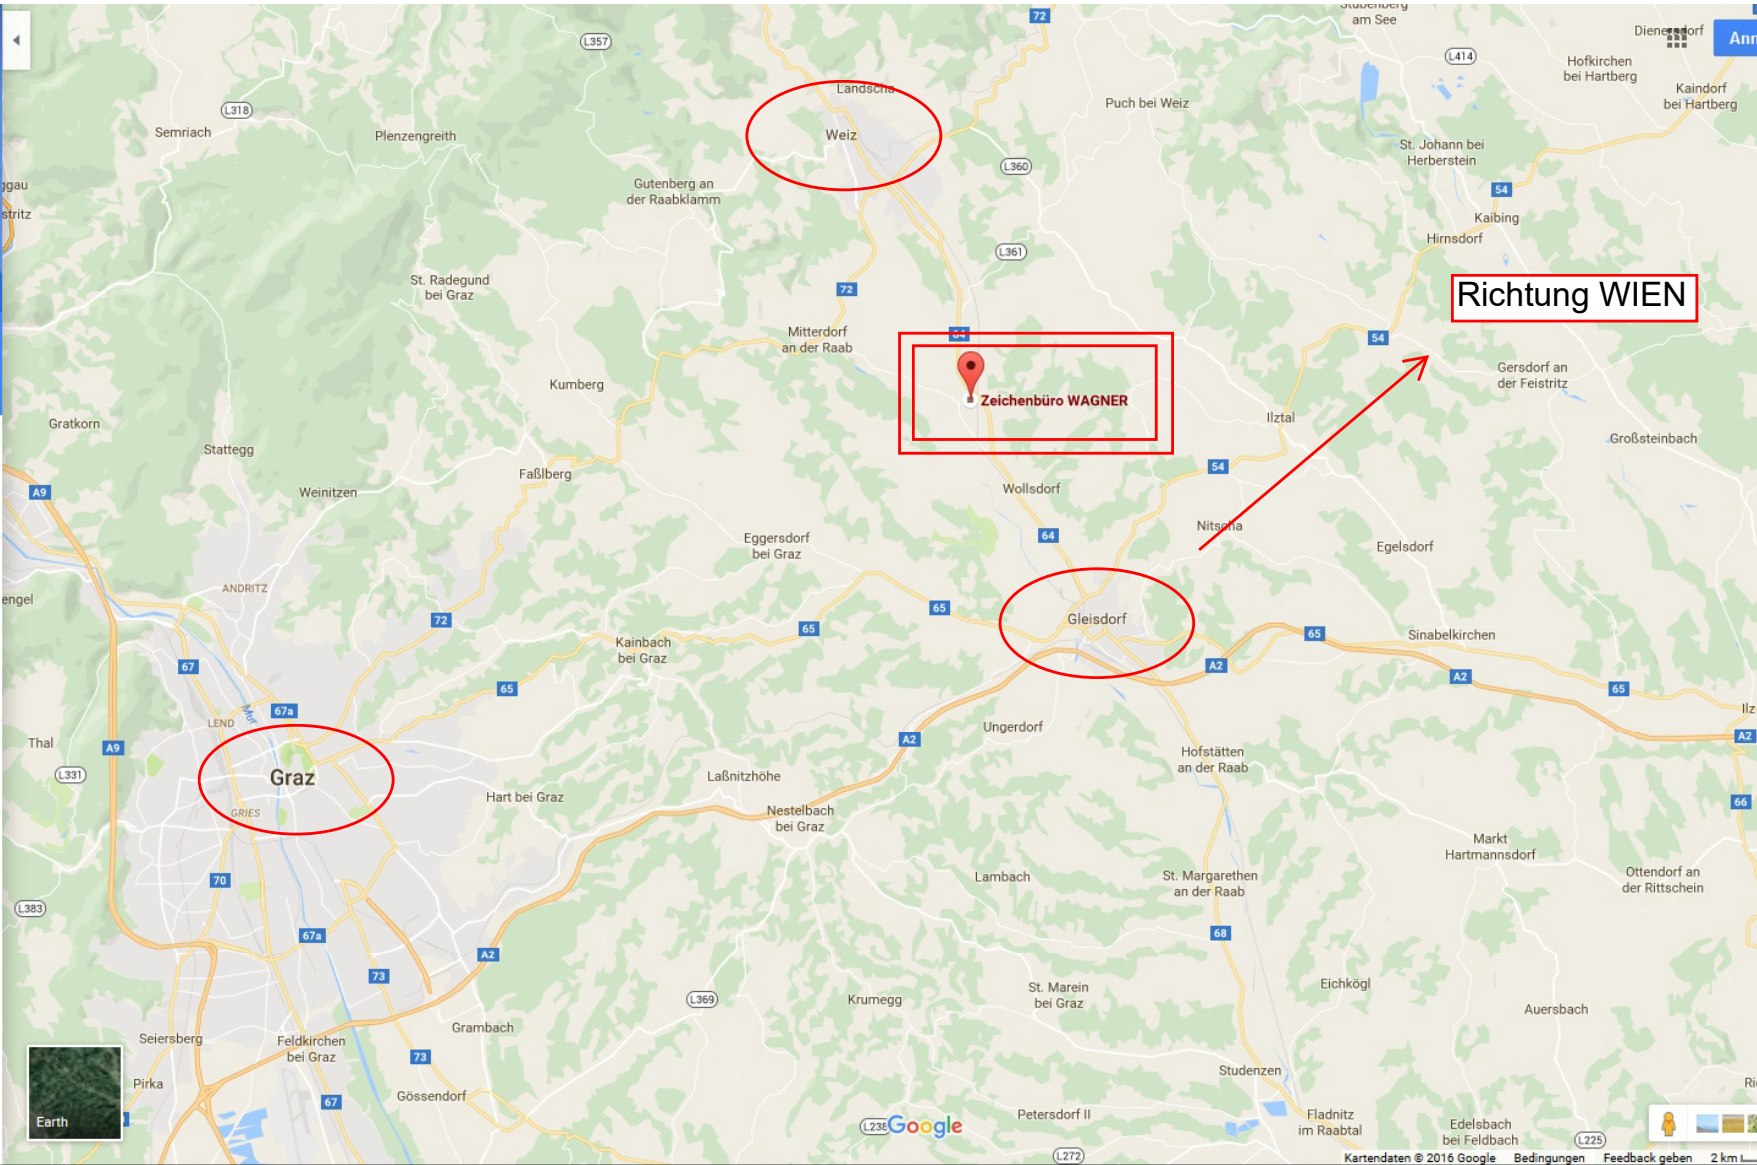 72
Stubenberg
am See
L357
Dienersdorf
L414
Hofkirchen
bei Hartberg
Kaindorf
bei Hartberg
Landscha
Puch bei Weiz
L318
Semriach
Plenzengreith
Weiz
St. Johann bei
Herberstein
L360
Gutenberg an
der Raabklamm
54
Kaibing
Hirnsdorf
L361
St. Radegund
bei Graz
72
Richtung WIEN
Mitterdorf
an der Raab
64
54
Gersdorf an
der Feistritz
Kumberg
Zeichenbüro WAGNER
Ilztal
Gratkorn
Stattegg
Großsteinbach
Faßlberg
54
A9
Weinitzen
Wollsdorf
Nitscha
64
Eggersdorf
bei Graz
Egelsdorf
ANDRITZ
65
72
Gleisdorf
65
65
Kainbach
bei Graz
Sinabelkirchen
67
A2
A2
65
65
67a
Mur
LEND
Ungerdorf
Thal
A9
A2
A2
Hofstätten
an der Raab
L331
Graz
Laßnitzhöhe
Hart bei Graz
66
GRIES
Nestelbach
bei Graz
Markt
Hartmannsdorf
70
Lambach
St. Margarethen
an der Raab
Ottendorf an
der Rittschein
L383
67a
68
A2
73
Eichkögl
St. Marein
bei Graz
L369
Krumegg
Auersbach
Grambach
Seiersberg
Feldkirchen
bei Graz
73
Studenzen
Pirka
Gössendorf
67
Earth
L238
Google
Petersdorf II
Fladnitz
im Raabtal
Edelsbach
bei Feldbach
L225
L272
Kartendaten © 2016 Google Bedingungen Feedback geben 2 km